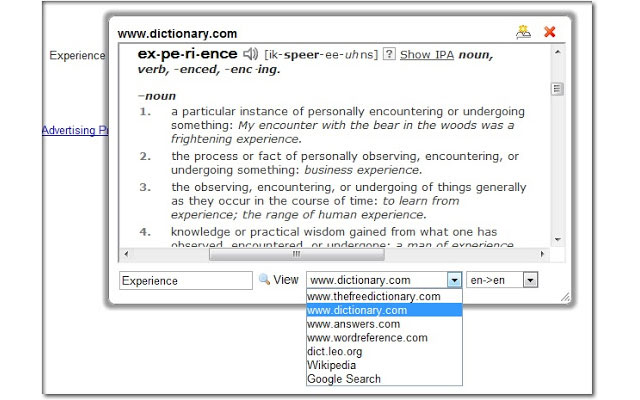 www.dictionary.com
Experience
ex·pe·ri·ence [ik-speer-ee-uhns] ? Show IPA noun,
verb, -enced, -enc·ing.
–noun
1. a particular instance of personally encountering or undergoing
something: My encounter with the bear in the woods was a
frightening experience.
Advertising
2. the process or fact of personally observing, encountering, or
undergoing something: business experience.
3. the observing, encountering, or undergoing of things generally
as they occur in the course of time: to learn from
experience; the range of human experience.
4. knowledge or practical wisdom gained from what one has
observed, encountered, or undergone: a man of experience
Experience View www.dictionary.com en->en
www.thefreedictionary.com
www.dictionary.com
www.answers.com
www.wordreference.com
dict.leo.org
Wikipedia
Google Search